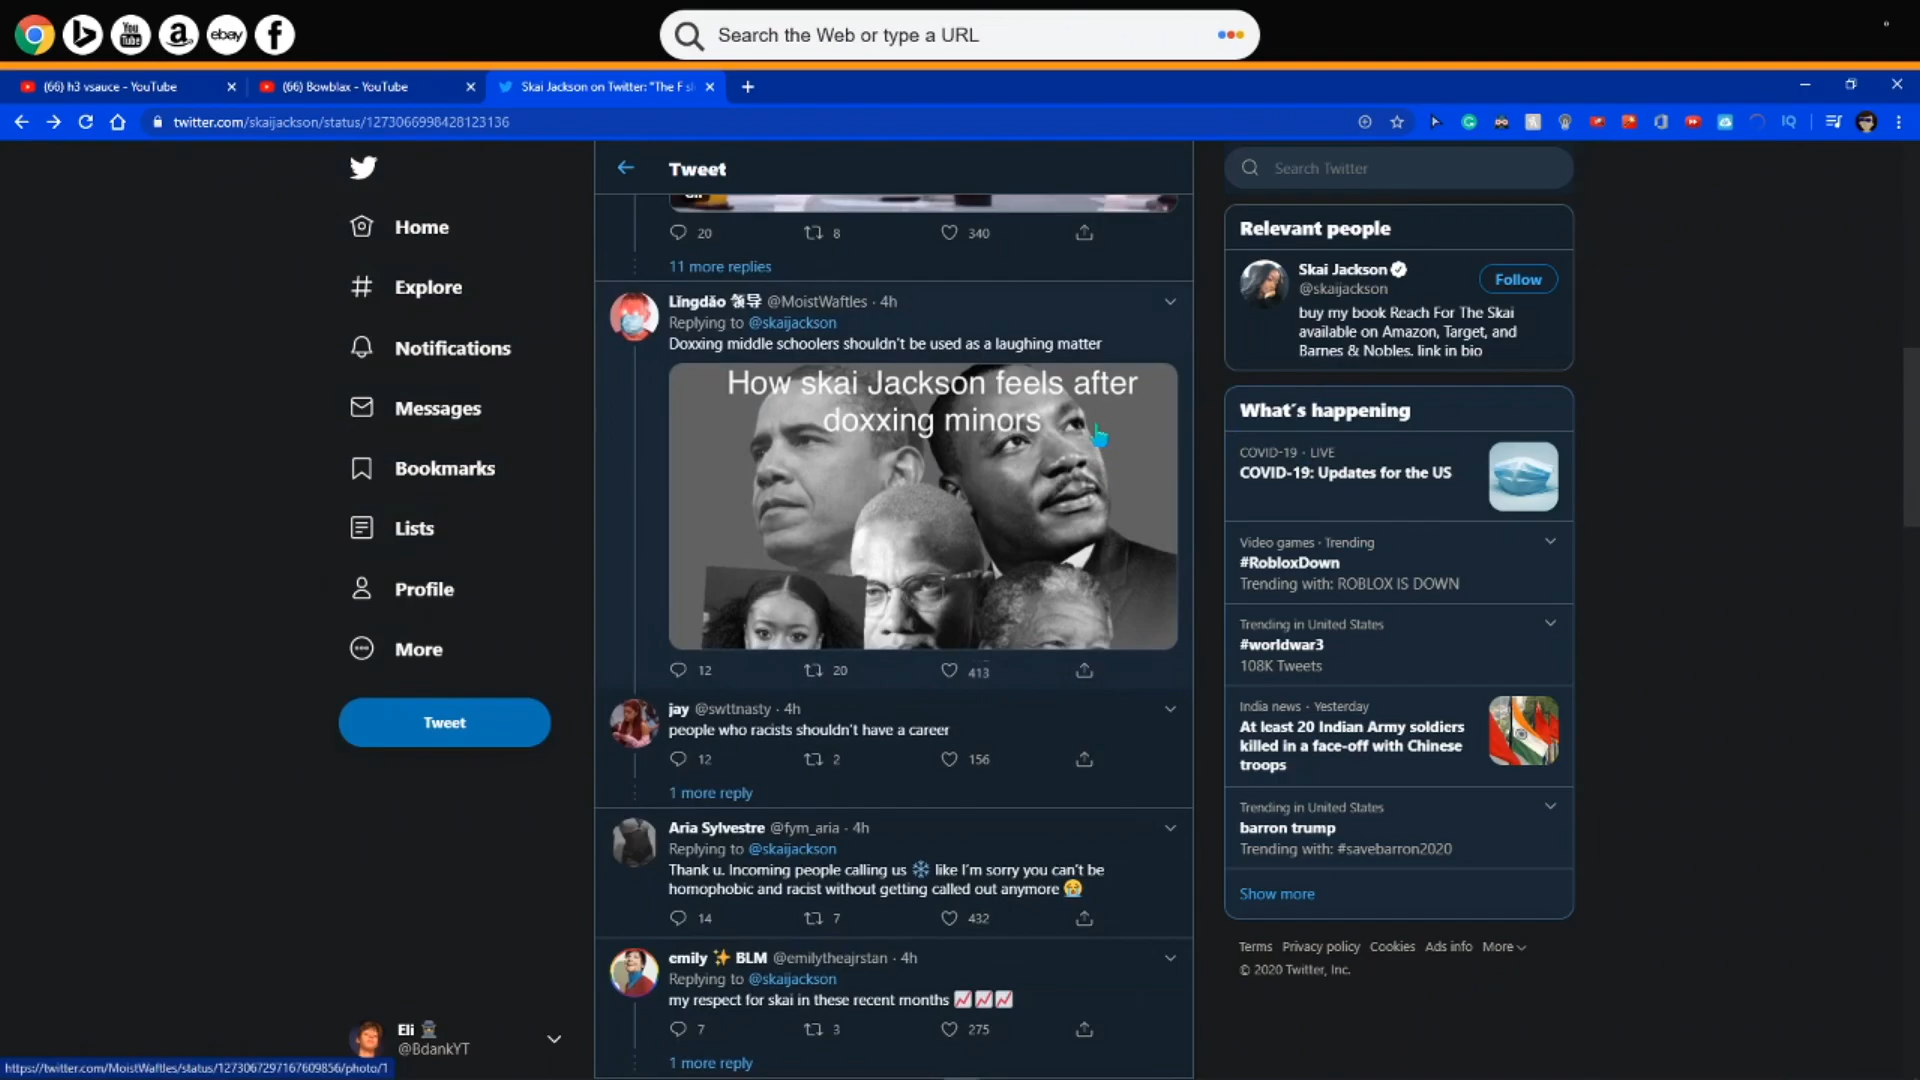 You
Tube
a
ebay
f
Search the Web or type a URL
(66) h3 vsauce - YouTube
(66) Bowblax - YouTube
Skai Jackson on Twitter: "The F sl
twitter.com/skaijackson/status/1273066998428123136
IQ
Tweet
Search Twitter
Home
Explore
Notifications
Messages
Bookmarks
Lists
Profile
More
Tweet
20
8
340
11 more replies
Lǐngdǎo 领导 @MoistWaftles · 4h
Replying to @skaijackson
Doxxing middle schoolers shouldn't be used as a laughing matter
How skai Jackson feels after
doxxing minors
12
20
413
jay @swttnasty · 4h
people who racists shouldn't have a career
12
2
156
1 more reply
Aria Sylvestre @fym_aria · 4h
Replying to @skaijackson
Thank u. Incoming people calling us ❄️ like I'm sorry you can't be
homophobic and racist without getting called out anymore 😭
14
7
432
emily ✨ BLM @emilytheajrstan · 4h
Replying to @skaijackson
my respect for skai in these recent months 📈📈📈
7
3
275
1 more reply
Relevant people
Skai Jackson
@skaijackson
Follow
buy my book Reach For The Skai
available on Amazon, Target, and
Barnes & Nobles. link in bio
What's happening
COVID-19 · LIVE
COVID-19: Updates for the US
Video games · Trending
#RobloxDown
Trending with: ROBLOX IS DOWN
Trending in United States
#worldwar3
108K Tweets
India news · Yesterday
At least 20 Indian Army soldiers
killed in a face-off with Chinese
troops
Trending in United States
barron trump
Trending with: #savebarron2020
Show more
Terms Privacy policy Cookies Ads info More
© 2020 Twitter, Inc.
Eli
@BdankYT
https://twitter.com/MoistWaftles/status/1273067297167609856/photo/1